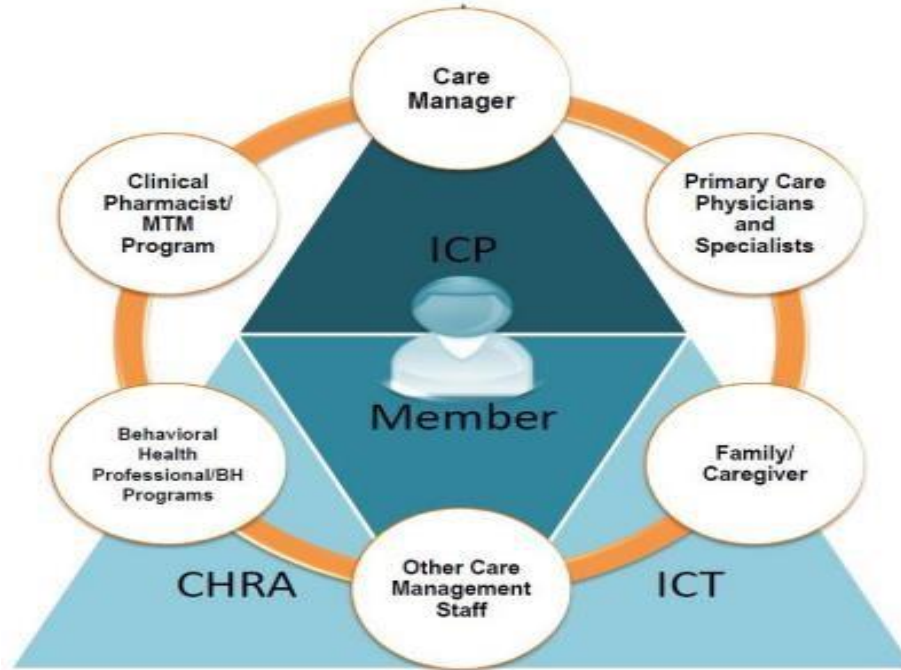 Care
Manager
Clinical
Pharmacist/
MTM
Program
Primary Care
Physicians
and
Specialists
ICP
Member
Behavioral
Health
Professional/BH
Programs
Family/
Caregiver
CHRA
Other Care
Management
Staff
ICT